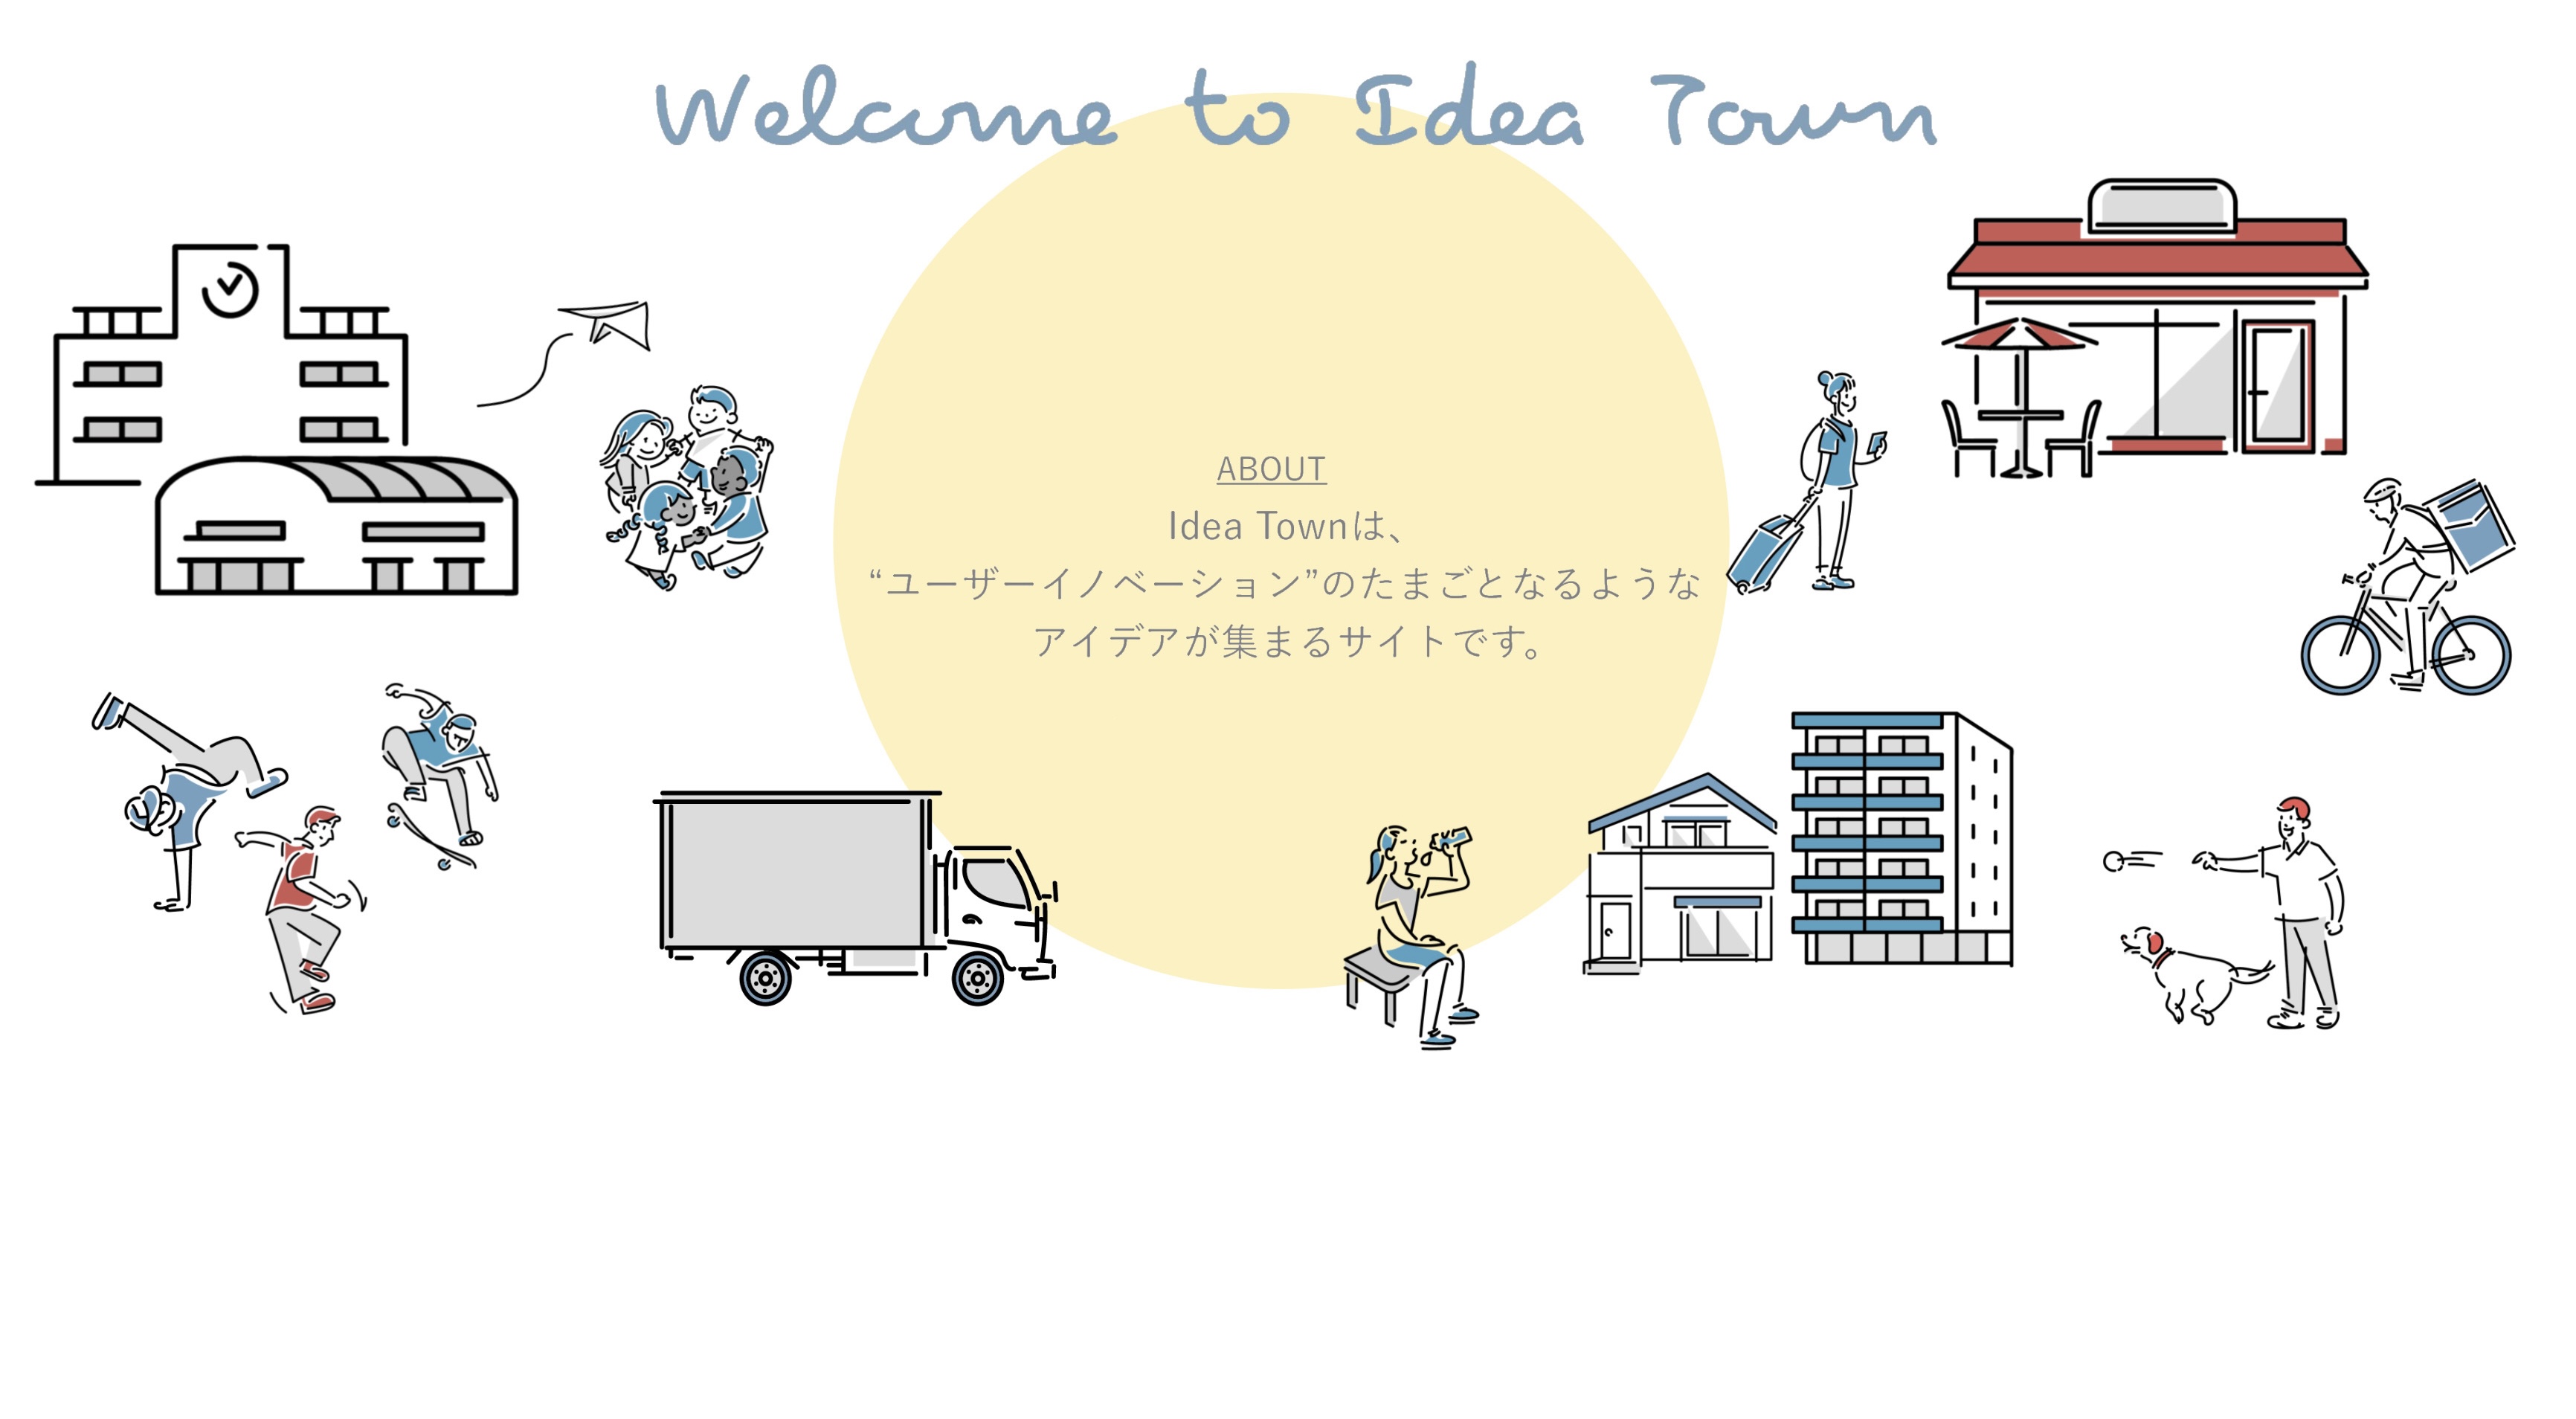 Welcome to Idea Town
ABOUT
Idea Townは、
“ユーザーイノベーション”のたまごとなるような
アイデアが集まるサイトです。